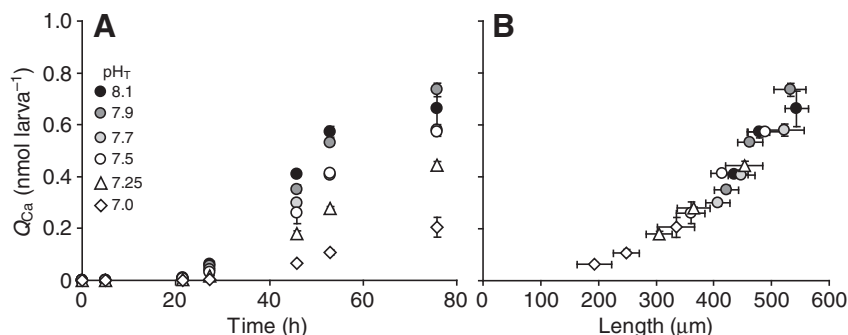 A
B
1.0
0.8
0.6
0.4
0.2
0
Q_Ca (nmol larva⁻¹)
pH_T
8.1
7.9
7.7
7.5
7.25
7.0
0 20 40 60 80
Time (h)
0 100 200 300 400 500 600
Length (µm)